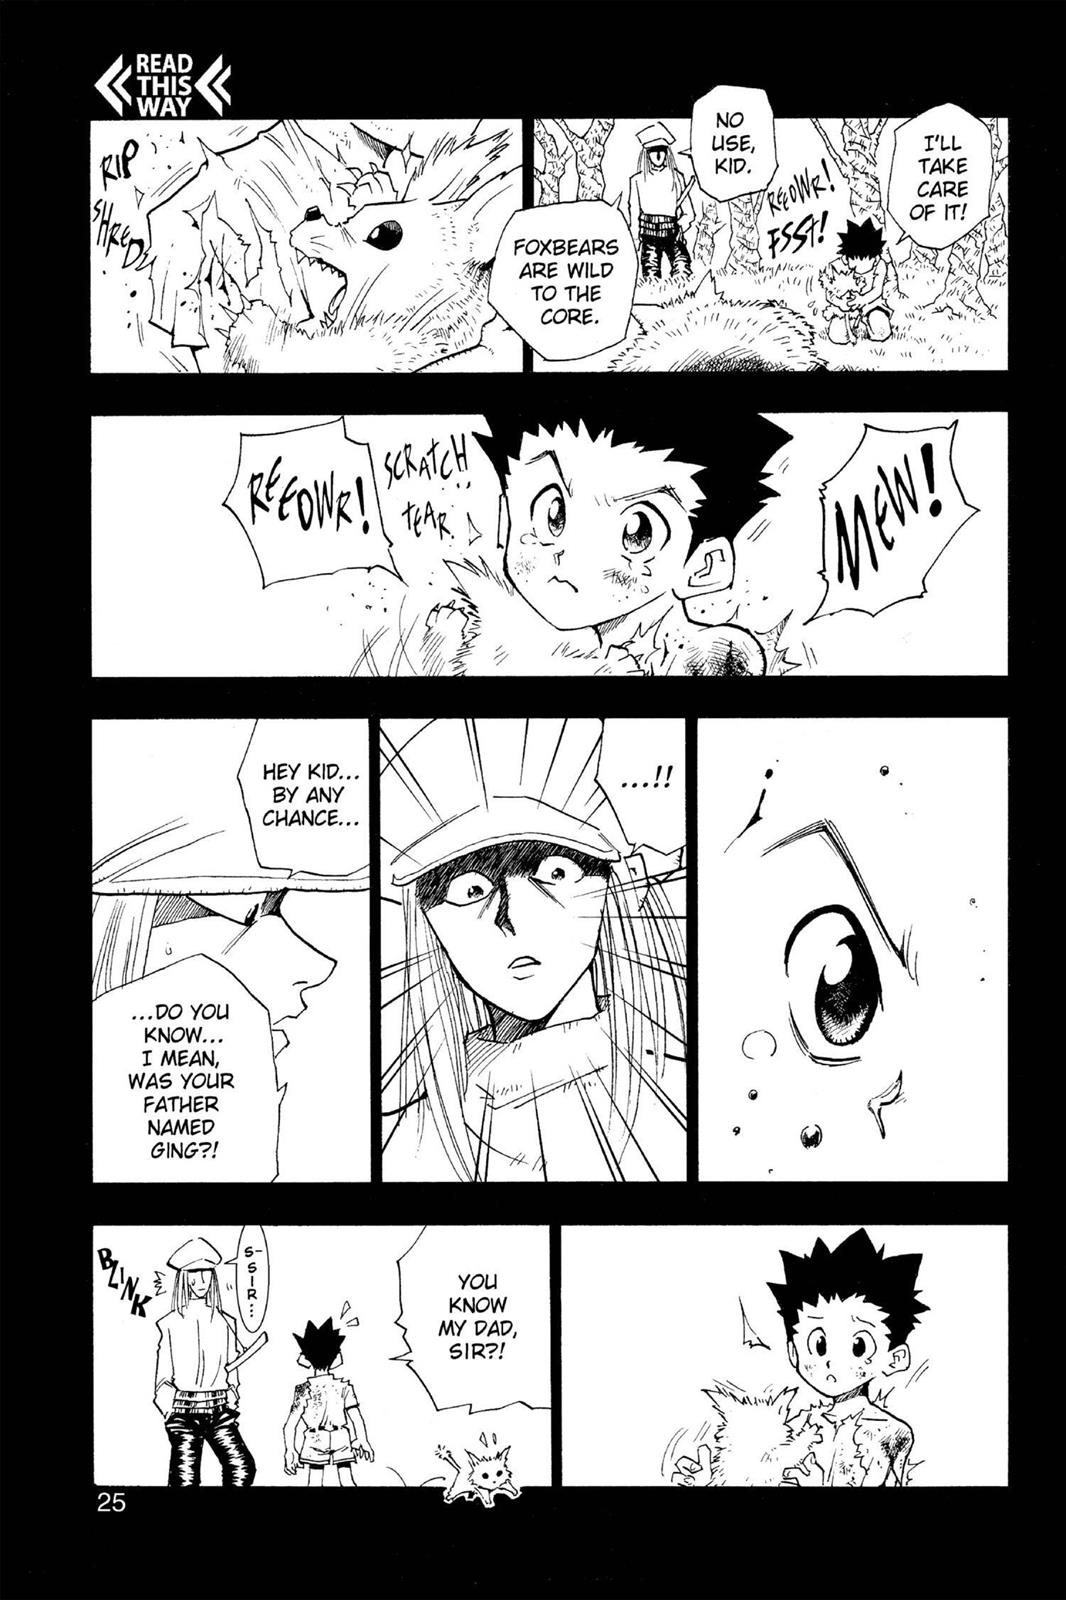 READ
THIS
WAY
I'LL
TAKE
CARE
OF IT!
REEOWR!
FSST!
NO
USE,
KID.
FOXBEARS
ARE WILD
TO THE
CORE.
RIP
SHRED
MEW!
SCRATCH
TEAR
REEOWR!
...!!
HEY KID...
BY ANY
CHANCE...
...DO YOU
KNOW...
I MEAN,
WAS YOUR
FATHER
NAMED
GING?!
YOU
KNOW
MY DAD,
SIR?!
S-
SIR...
BLINK
25